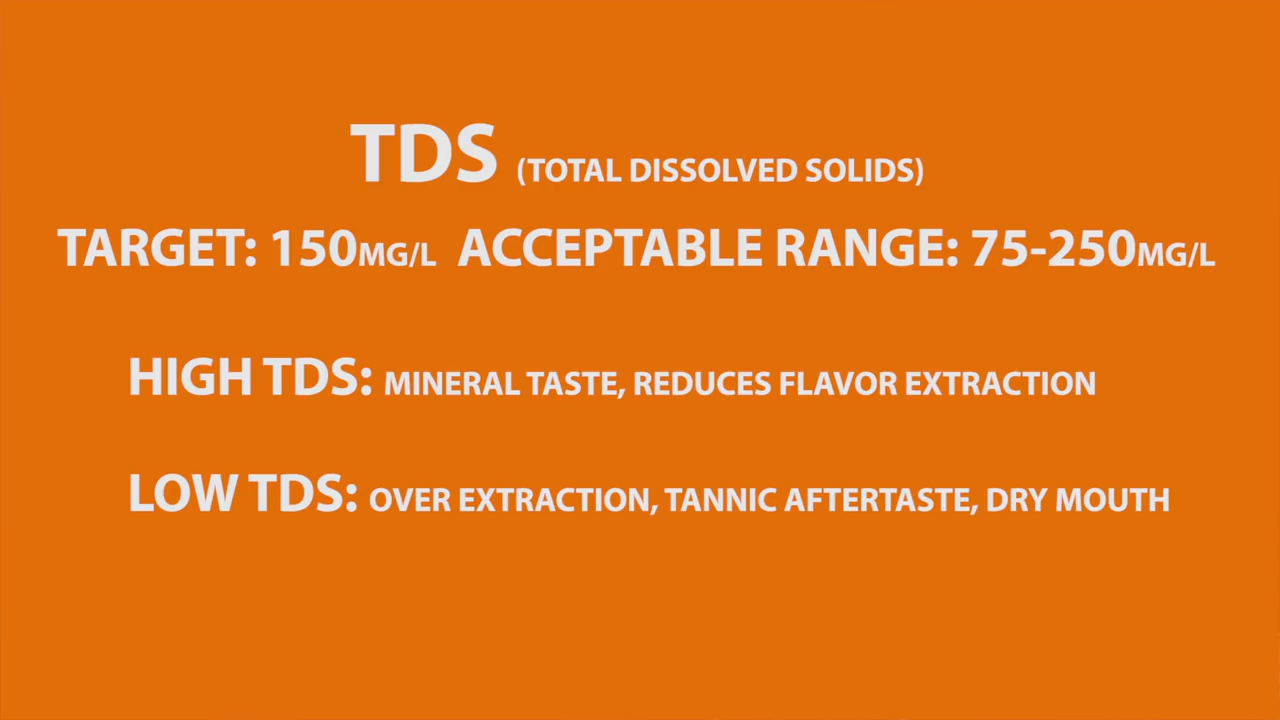 TDS (TOTAL DISSOLVED SOLIDS)
TARGET: 150MG/L ACCEPTABLE RANGE: 75-250MG/L
HIGH TDS: MINERAL TASTE, REDUCES FLAVOR EXTRACTION
LOW TDS: OVER EXTRACTION, TANNIC AFTERTASTE, DRY MOUTH